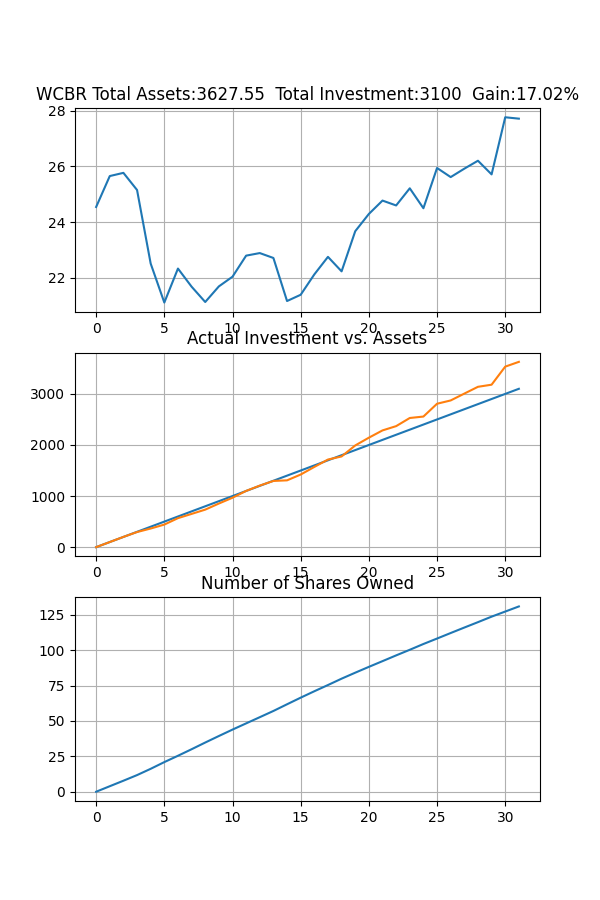 WCBR Total Assets:3627.55  Total Investment:3100  Gain:17.02%
28
26
24
22
0 5 10 15 20 25 30
Actual Investment vs. Assets
3000
2000
1000
0
0 5 10 15 20 25 30
Number of Shares Owned
125
100
75
50
25
0
0 5 10 15 20 25 30